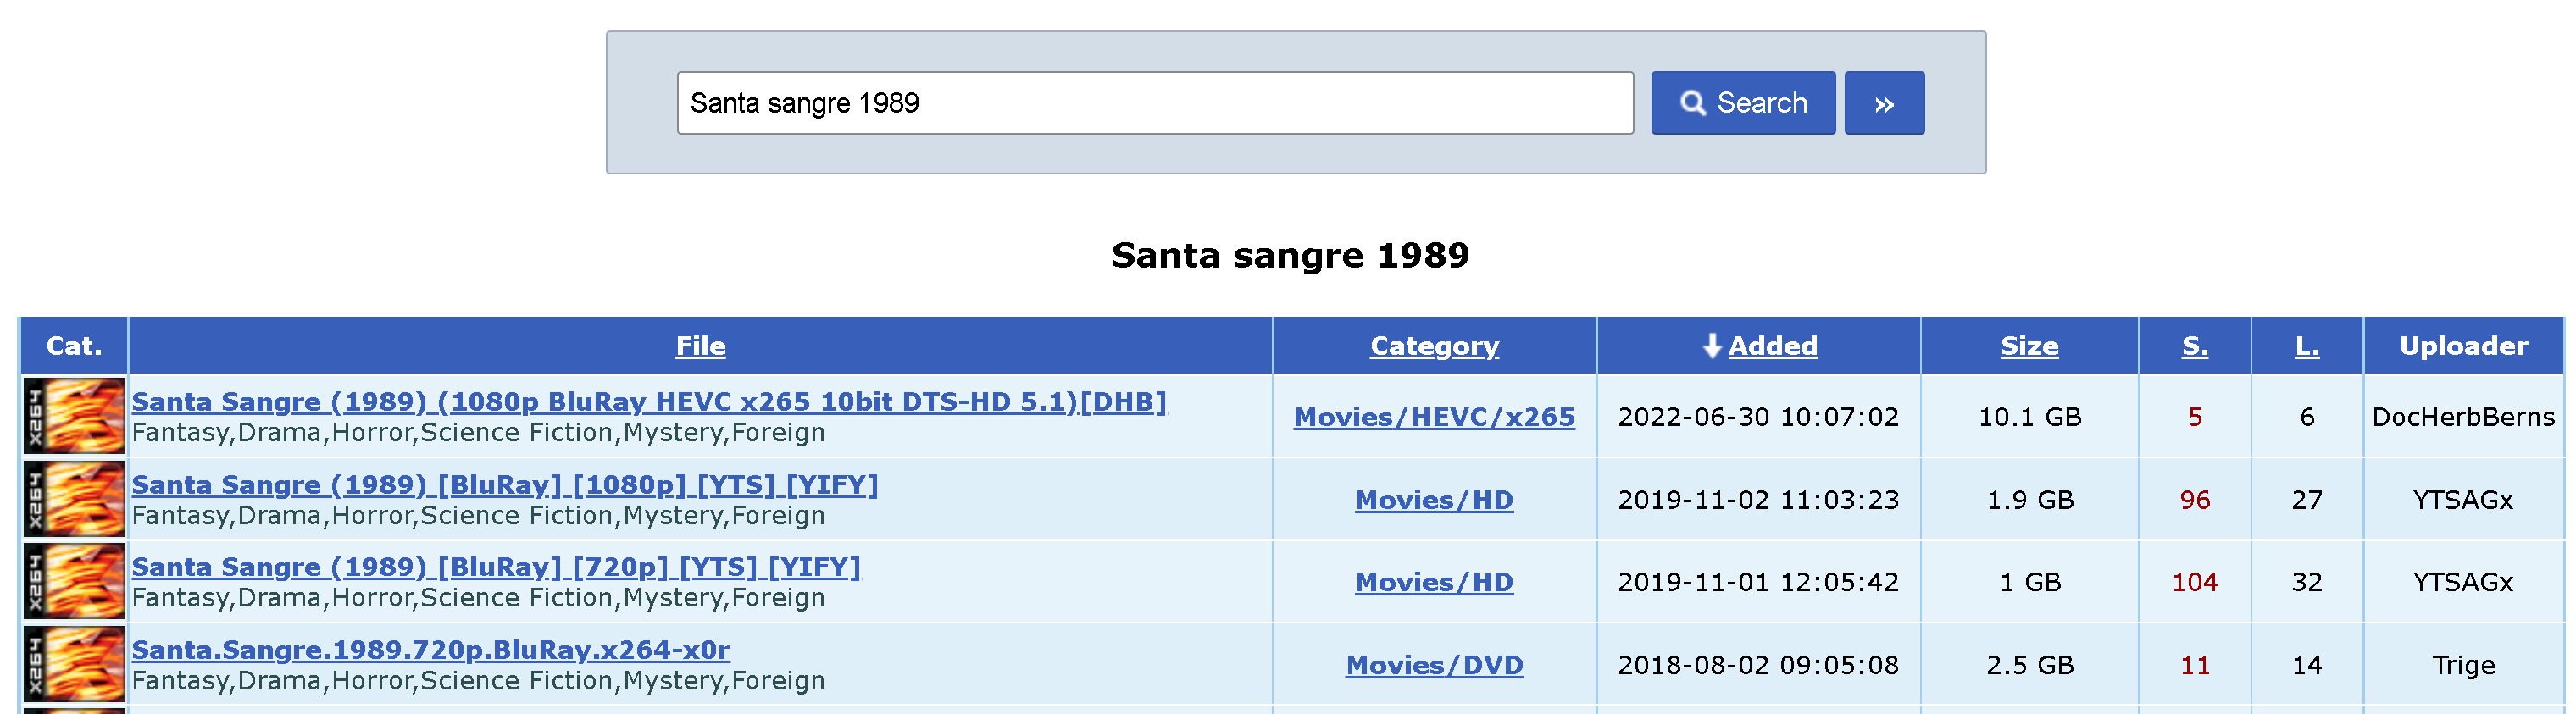 Santa sangre 1989 Search »
Santa sangre 1989
Cat. File Category Added Size S. L. Uploader
x264 Santa Sangre (1989) (1080p BluRay HEVC x265 10bit DTS-HD 5.1)[DHB] Movies/HEVC/x265 2022-06-30 10:07:02 10.1 GB 5 6 DocHerbBerns
Fantasy,Drama,Horror,Science Fiction,Mystery,Foreign
x264 Santa Sangre (1989) [BluRay] [1080p] [YTS] [YIFY] Movies/HD 2019-11-02 11:03:23 1.9 GB 96 27 YTSAGx
Fantasy,Drama,Horror,Science Fiction,Mystery,Foreign
x264 Santa Sangre (1989) [BluRay] [720p] [YTS] [YIFY] Movies/HD 2019-11-01 12:05:42 1 GB 104 32 YTSAGx
Fantasy,Drama,Horror,Science Fiction,Mystery,Foreign
x264 Santa.Sangre.1989.720p.BluRay.x264-x0r Movies/DVD 2018-08-02 09:05:08 2.5 GB 11 14 Trige
Fantasy,Drama,Horror,Science Fiction,Mystery,Foreign